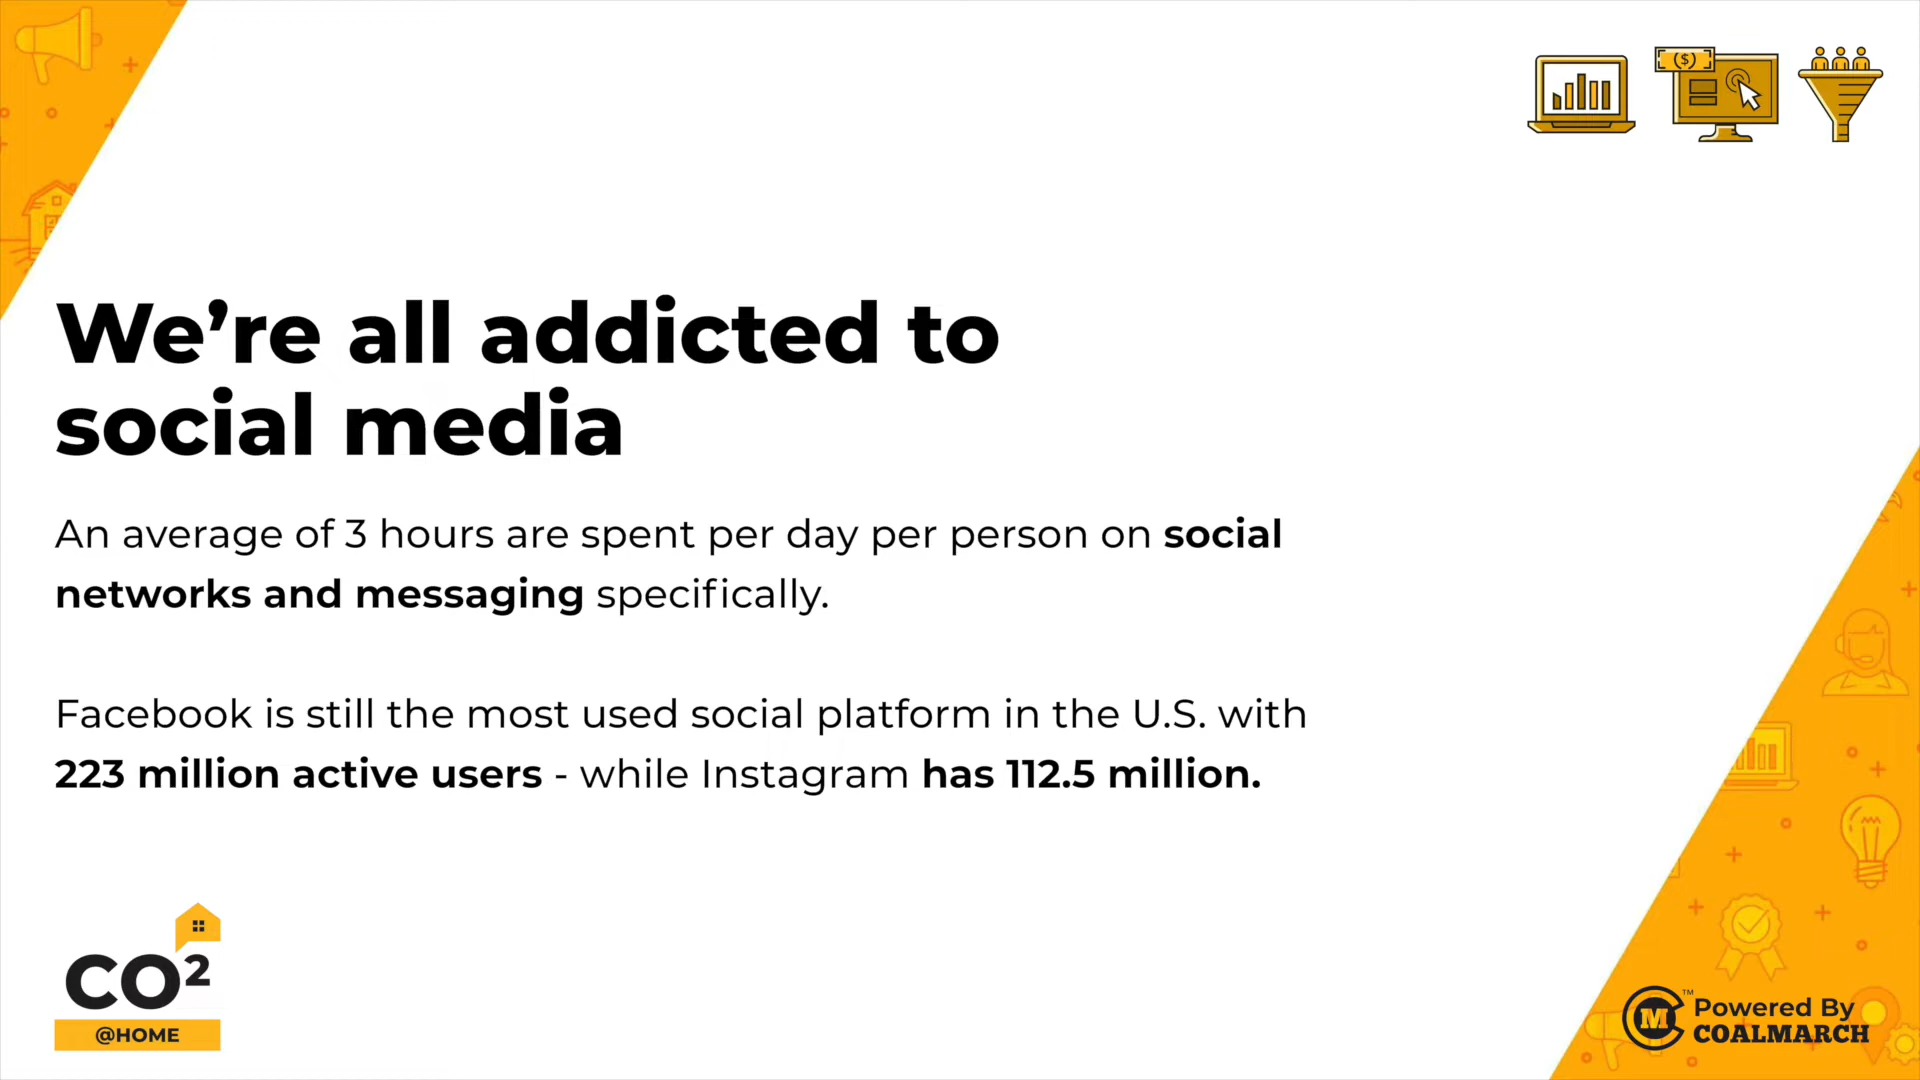 ($)
We’re all addicted to
social media
An average of 3 hours are spent per day per person on social
networks and messaging specifically.
Facebook is still the most used social platform in the U.S. with
223 million active users - while Instagram has 112.5 million.
CO²
@HOME
CM™ Powered By
COALMARCH